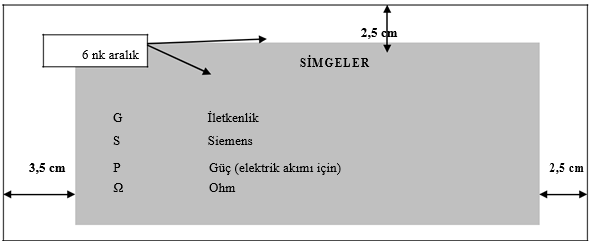 2,5 cm
6 nk aralık
SİMGELER
G İletkenlik
S Siemens
P Güç (elektrik akımı için)
3,5 cm
2,5 cm
Ω Ohm